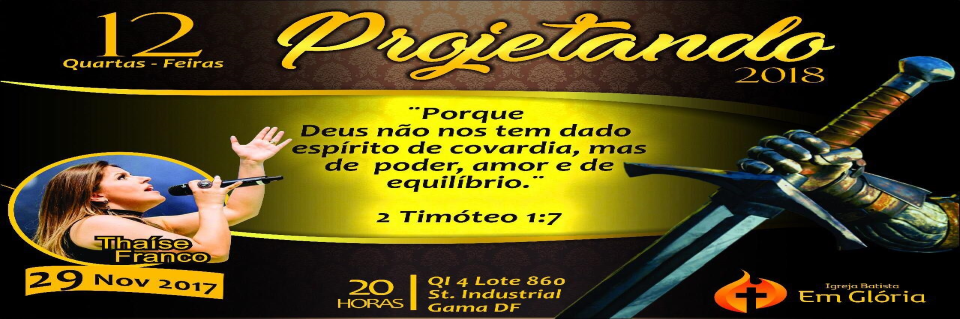 12
Quartas - Feiras
Projetando
2018
¨Porque
Deus não nos tem dado
espírito de covardia, mas
de poder, amor e de
equilíbrio.¨
2 Timóteo 1:7
Thaíse
Franco
29 Nov 2017
20
HORAS
QI 4 Lote 860
St. Industrial
Gama DF
Igreja Batista
Em Glória